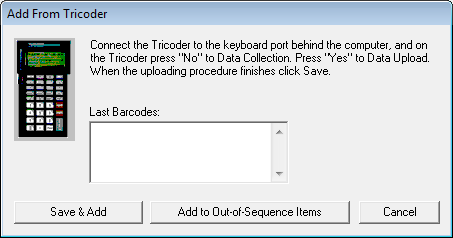 Add From Tricoder
Connect the Tricoder to the keyboard port behind the computer, and on
the Tricoder press "No" to Data Collection. Press "Yes" to Data Upload.
When the uploading procedure finishes click Save.
Last Barcodes:
Save & Add
Add to Out-of-Sequence Items
Cancel